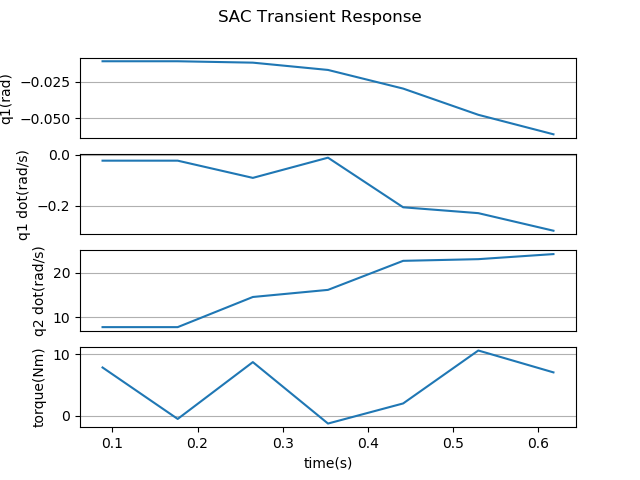 SAC Transient Response
q1(rad)
−0.025
−0.050
q1 dot(rad/s)
0.0
−0.2
q2 dot(rad/s)
20
10
torque(Nm)
10
0
0.1 0.2 0.3 0.4 0.5 0.6
time(s)